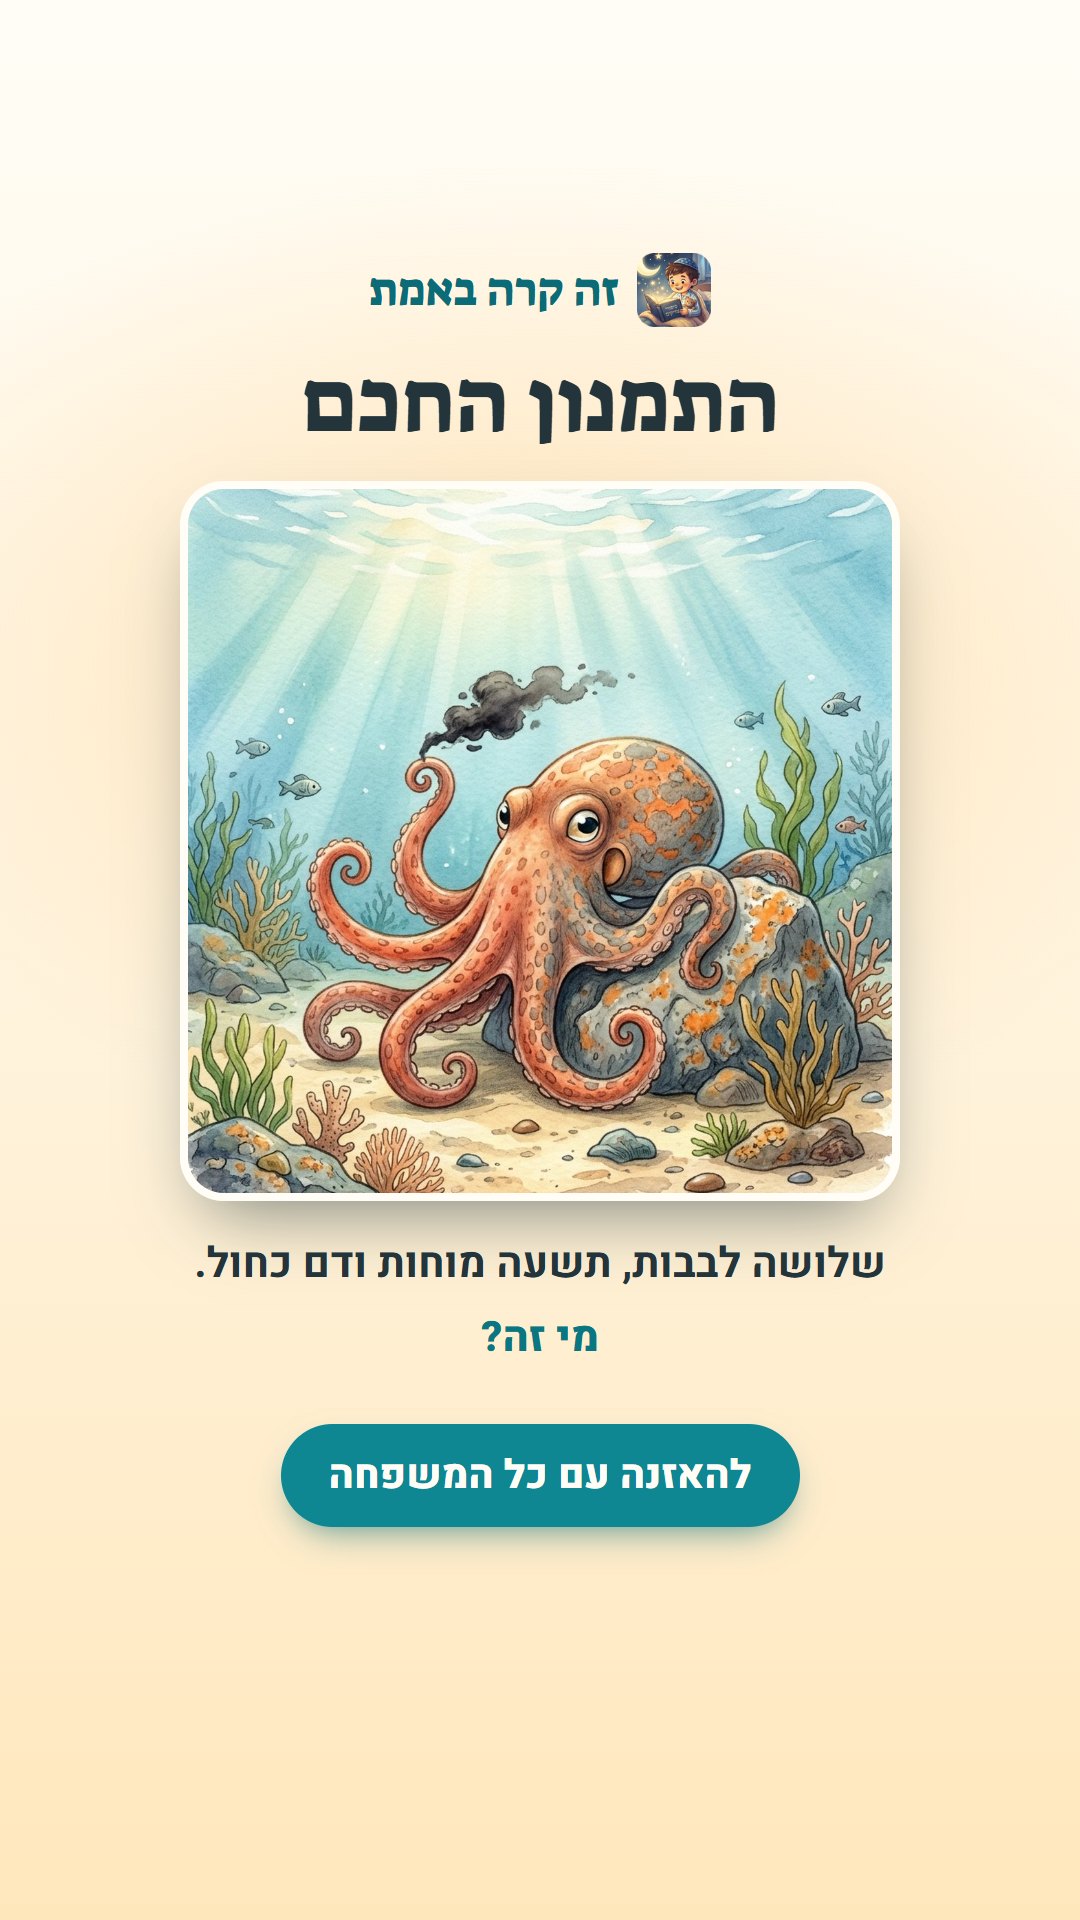 זה קרה באמת
התמנון החכם
שלושה לבבות, תשעה מוחות ודם כחול.
מי זה?
להאזנה עם כל המשפחה